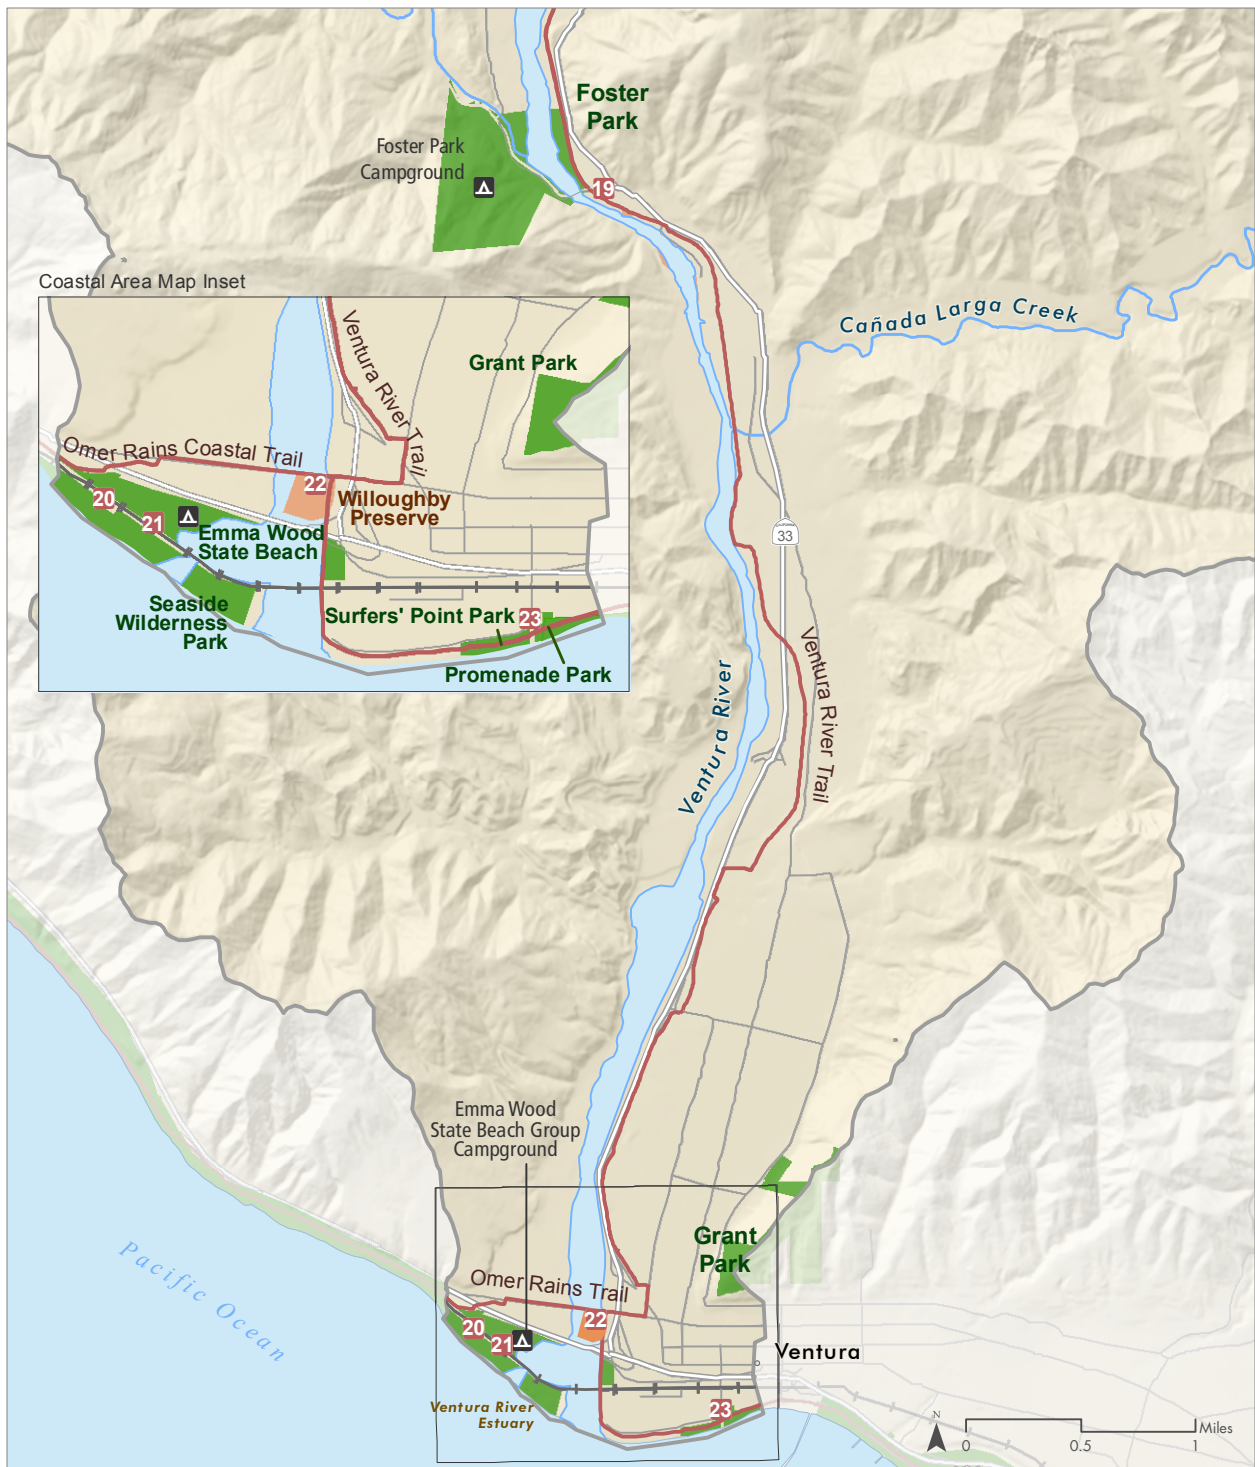 Foster
Park
Foster Park
Campground
19
Cañada Larga Creek
Coastal Area Map Inset
Ventura River Trail
Grant Park
Omer Rains Coastal Trail
22
Willoughby
Preserve
20
21
Emma Wood
State Beach
Seaside
Wilderness
Park
Surfers' Point Park
23
Promenade Park
33
Ventura River
Ventura River Trail
Emma Wood
State Beach Group
Campground
Grant
Park
Pacific Ocean
Omer Rains Trail
22
20
21
Ventura
Ventura River
Estuary
23
N
Miles
0
0.5
1